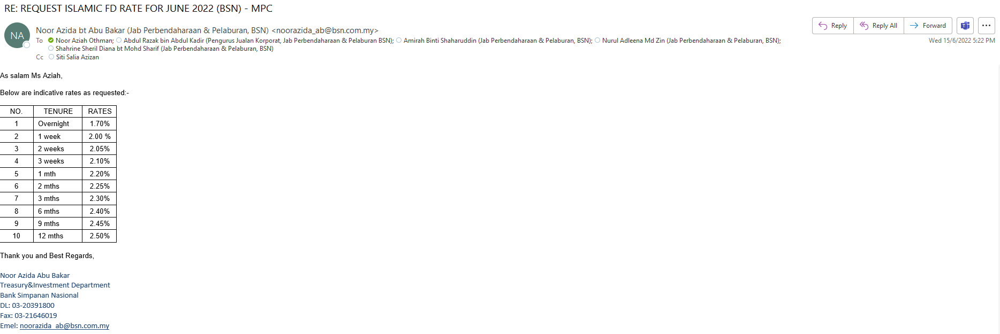 RE: REQUEST ISLAMIC FD RATE FOR JUNE 2022 (BSN) - MPC
NA
Noor Azida bt Abu Bakar (Jab Perbendaharaan & Pelaburan, BSN) <noorazida_ab@bsn.com.my>
Reply Reply All Forward
To Noor Aziah Othman; Abdul Razak bin Abdul Kadir (Pengurus Jualan Korporat, Jab Perbendaharaan & Pelaburan BSN); Amirah Binti Shaharuddin (Jab Perbendaharaan & Pelaburan, BSN); Nurul Adleena Md Zin (Jab Perbendaharaan & Pelaburan, BSN);
Wed 15/6/2022 5:22 PM
Shahrine Sheril Diana bt Mohd Sharif (Jab Perbendaharaan & Pelaburan, BSN)
Cc Siti Salia Azizan
As salam Ms Aziah,
Below are indicative rates as requested:-
NO. TENURE RATES
1 Overnight 1.70%
2 1 week 2.00 %
3 2 weeks 2.05%
4 3 weeks 2.10%
5 1 mth 2.20%
6 2 mths 2.25%
7 3 mths 2.30%
8 6 mths 2.40%
9 9 mths 2.45%
10 12 mths 2.50%
Thank you and Best Regards,
Noor Azida Abu Bakar
Treasury&Investment Department
Bank Simpanan Nasional
DL: 03-20391800
Fax: 03-21646019
Emel: noorazida_ab@bsn.com.my